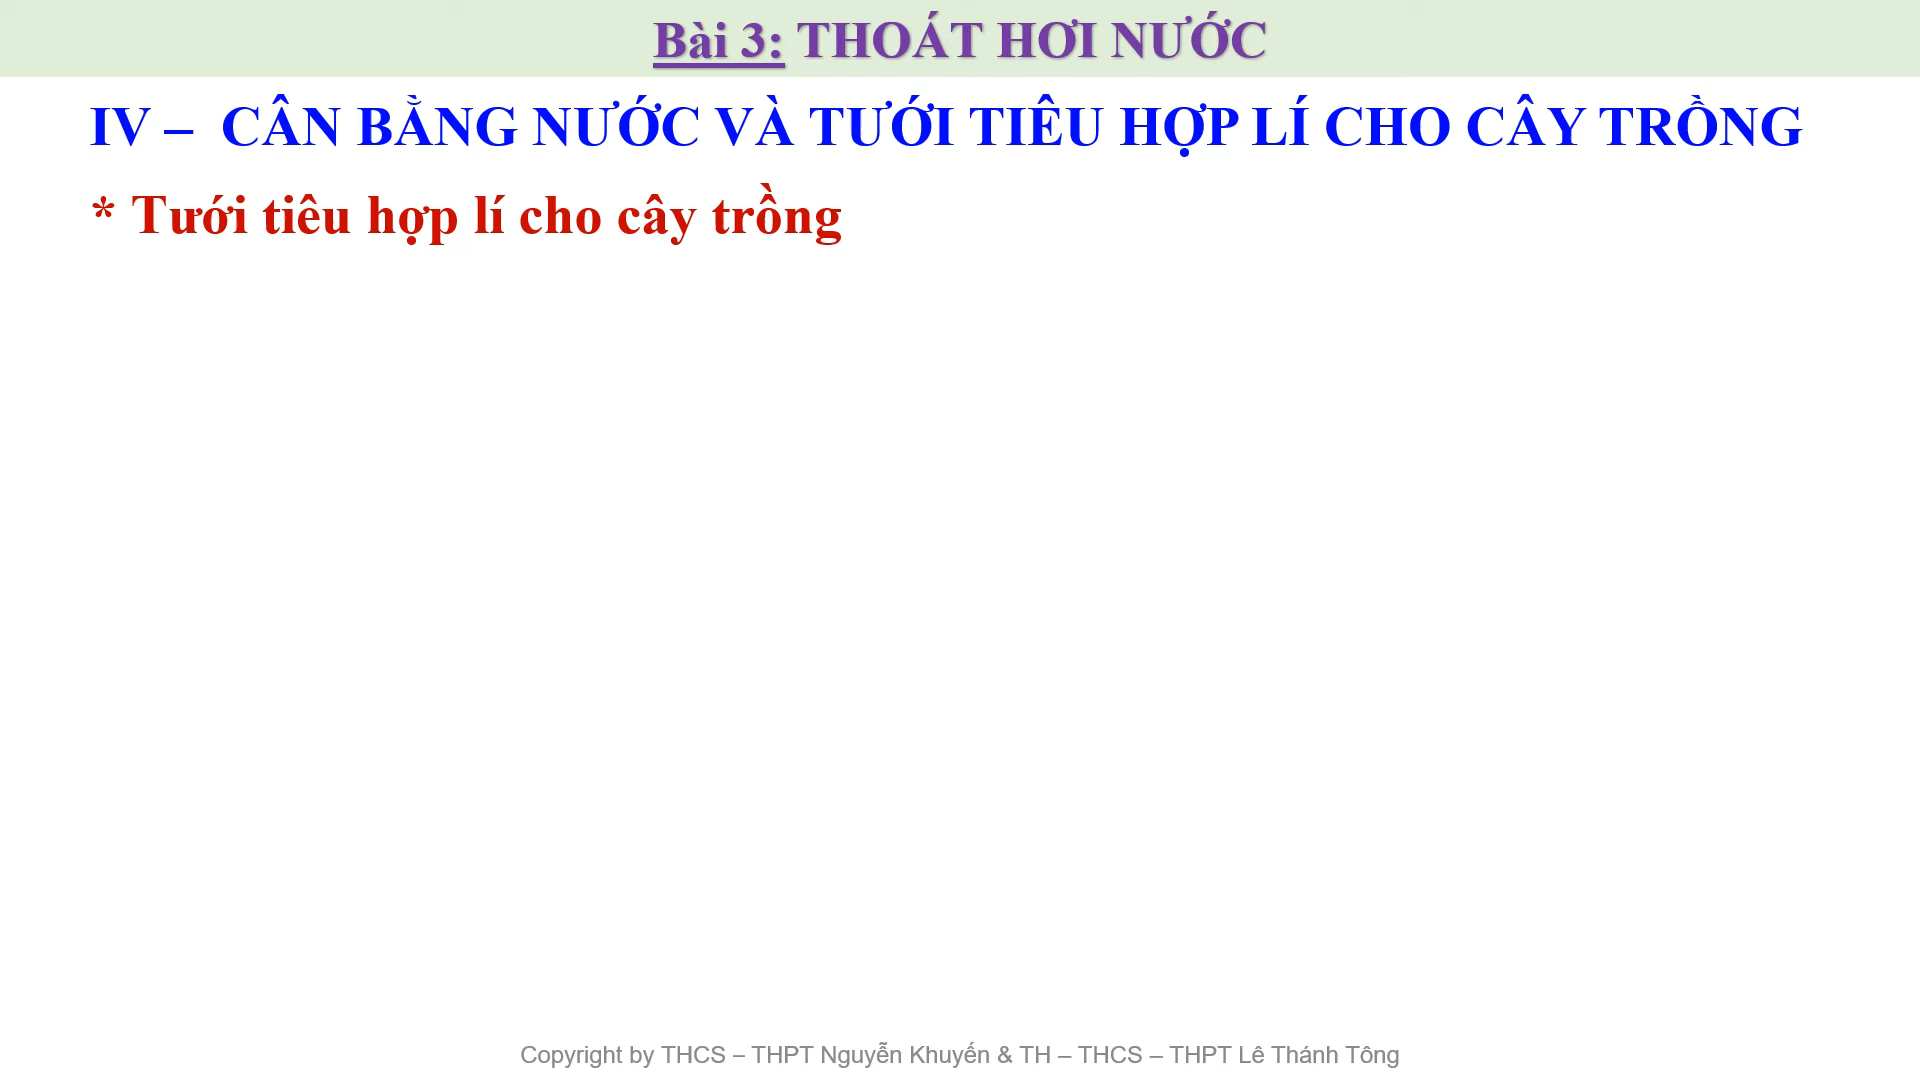 Bài 3: THOÁT HƠI NƯỚC
IV – CÂN BẰNG NƯỚC VÀ TƯỚI TIÊU HỢP LÍ CHO CÂY TRỒNG
* Tưới tiêu hợp lí cho cây trồng
Copyright by THCS – THPT Nguyễn Khuyến & TH – THCS – THPT Lê Thánh Tông